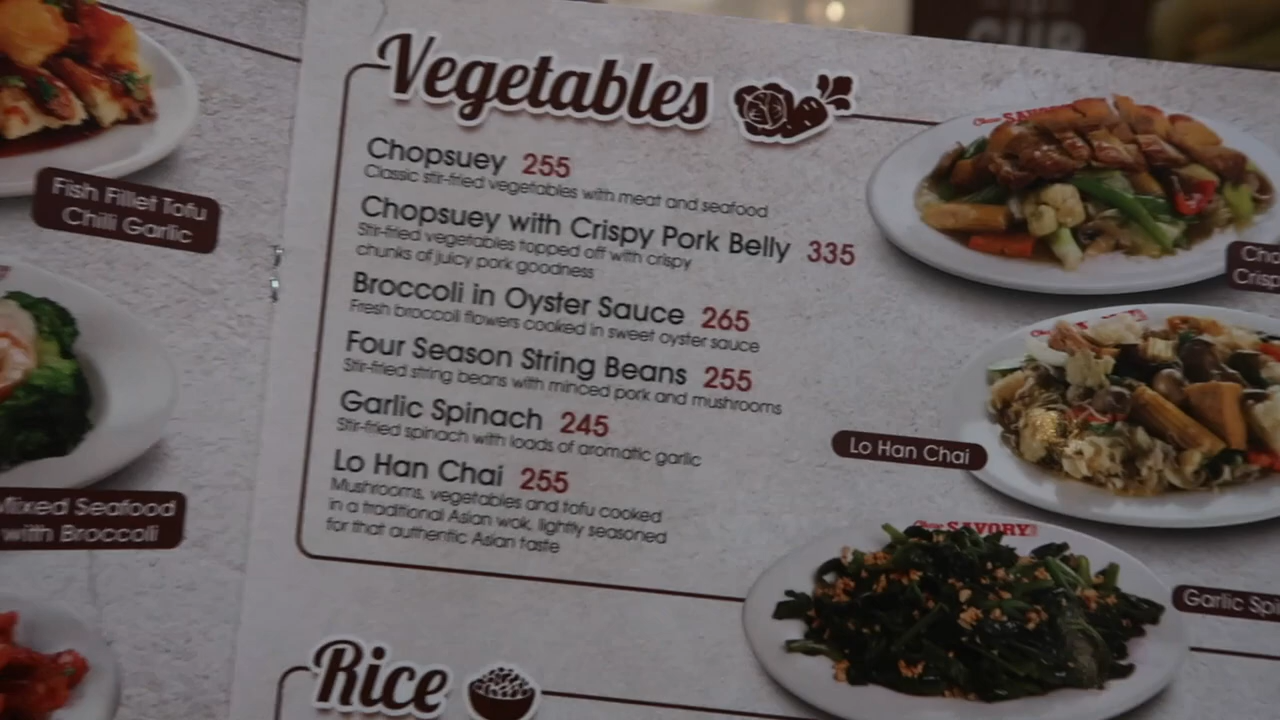 Vegetables
Chopsuey 255
Classic stir-fried vegetables with meat and seafood
Chopsuey with Crispy Pork Belly 335
Stir-fried vegetables topped off with crispy
chunks of juicy pork goodness
Broccoli in Oyster Sauce 265
Fresh broccoli flowers cooked in sweet oyster sauce
Four Season String Beans 255
Stir-fried string beans with minced pork and mushrooms
Garlic Spinach 245
Stir-fried spinach with loads of aromatic garlic
Lo Han Chai 255
Mushrooms, vegetables and tofu cooked
in a traditional Asian wok, lightly seasoned
for that authentic Asian taste
Rice
Fish Fillet Tofu
Chili Garlic
Mixed Seafood
with Broccoli
Lo Han Chai
SAVORY
Garlic